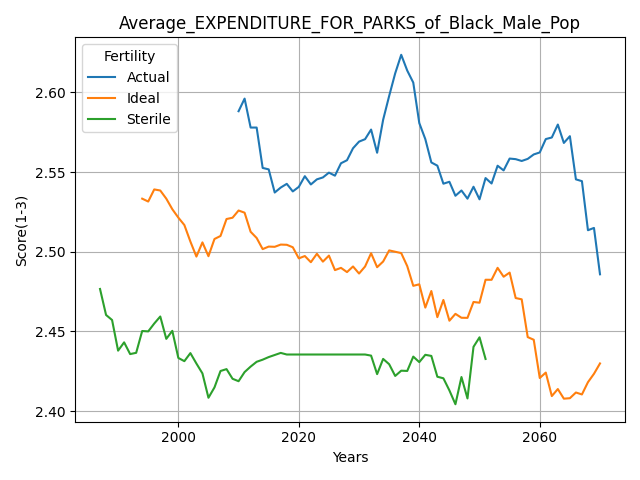 Average_EXPENDITURE_FOR_PARKS_of_Black_Male_Pop
Fertility
Actual
Ideal
Sterile
Score(1-3)
2.60
2.55
2.50
2.45
2.40
2000
2020
2040
2060
Years